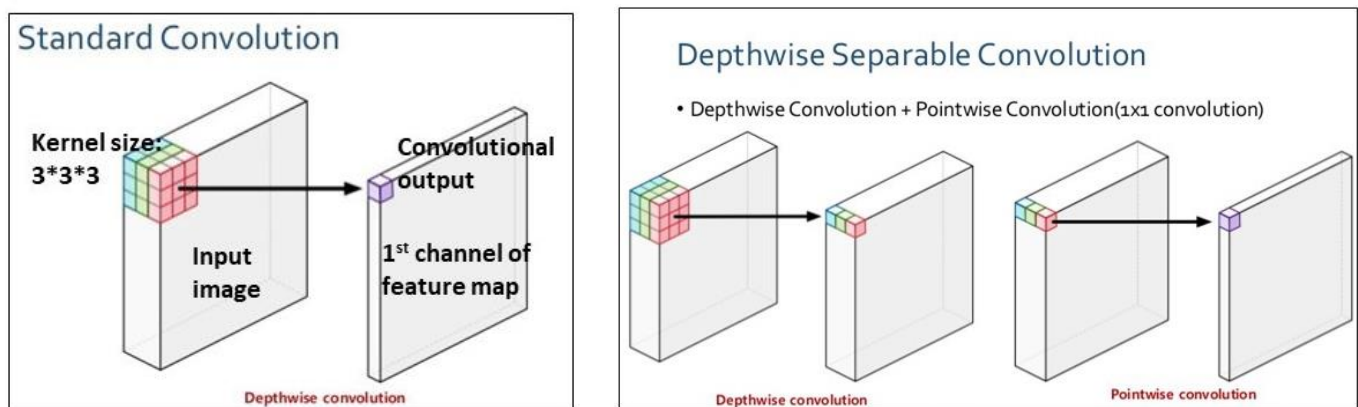 Standard Convolution
Kernel size:
3*3*3
Convolutional
output
Input
image
1st channel of
feature map
Depthwise convolution
Depthwise Separable Convolution
• Depthwise Convolution + Pointwise Convolution(1x1 convolution)
Depthwise convolution
Pointwise convolution